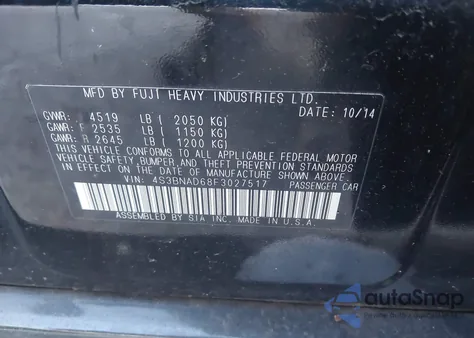 MFD BY FUJI HEAVY INDUSTRIES LTD.
DATE: 10/14
GVWR: 4519 LB ( 2050 KG)
GAWR: F 2535 LB ( 1150 KG)
GAWR: R 2645 LB ( 1200 KG)
THIS VEHICLE CONFORMS TO ALL APPLICABLE FEDERAL MOTOR
VEHICLE SAFETY, BUMPER, AND THEFT PREVENTION STANDARDS
IN EFFECT ON THE DATE OF MANUFACTURE SHOWN ABOVE.
VIN: 4S3BNAD68F3027517 PASSENGER CAR
ASSEMBLED BY SIA INC. MADE IN U.S.A.
autoSnap